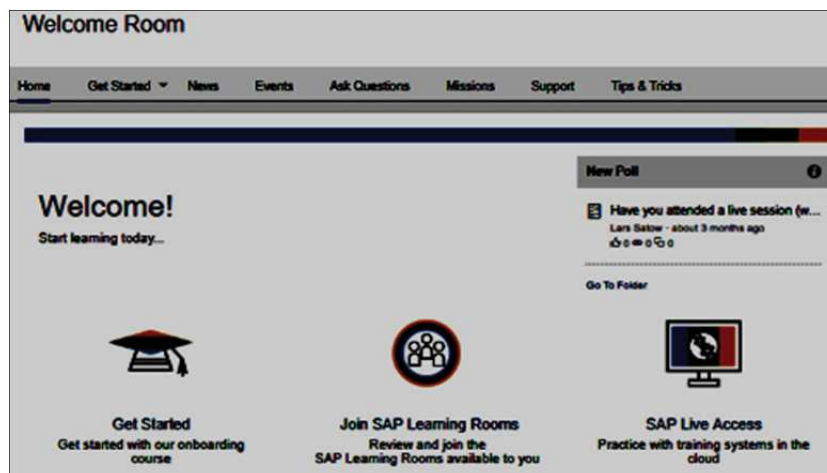 Welcome Room
Home Get Started News Events Ask Questions Missions Support Tips & Tricks
New Poll
Have you attended a live session (w...
Lars Satow - about 3 months ago
0 0 0
Go To Folder
Welcome!
Start learning today...
Get Started
Get started with our onboarding
course
Join SAP Learning Rooms
Review and join the
SAP Learning Rooms available to you
SAP Live Access
Practice with training systems in the
cloud